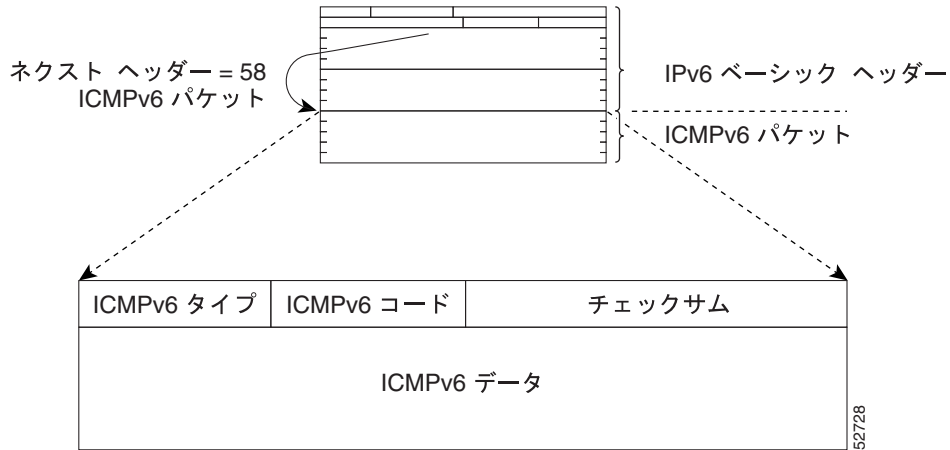 ネクスト ヘッダー = 58
ICMPv6 パケット
IPv6 ベーシック ヘッダー
ICMPv6 パケット
ICMPv6 タイプ
ICMPv6 コード
チェックサム
ICMPv6 データ
52728